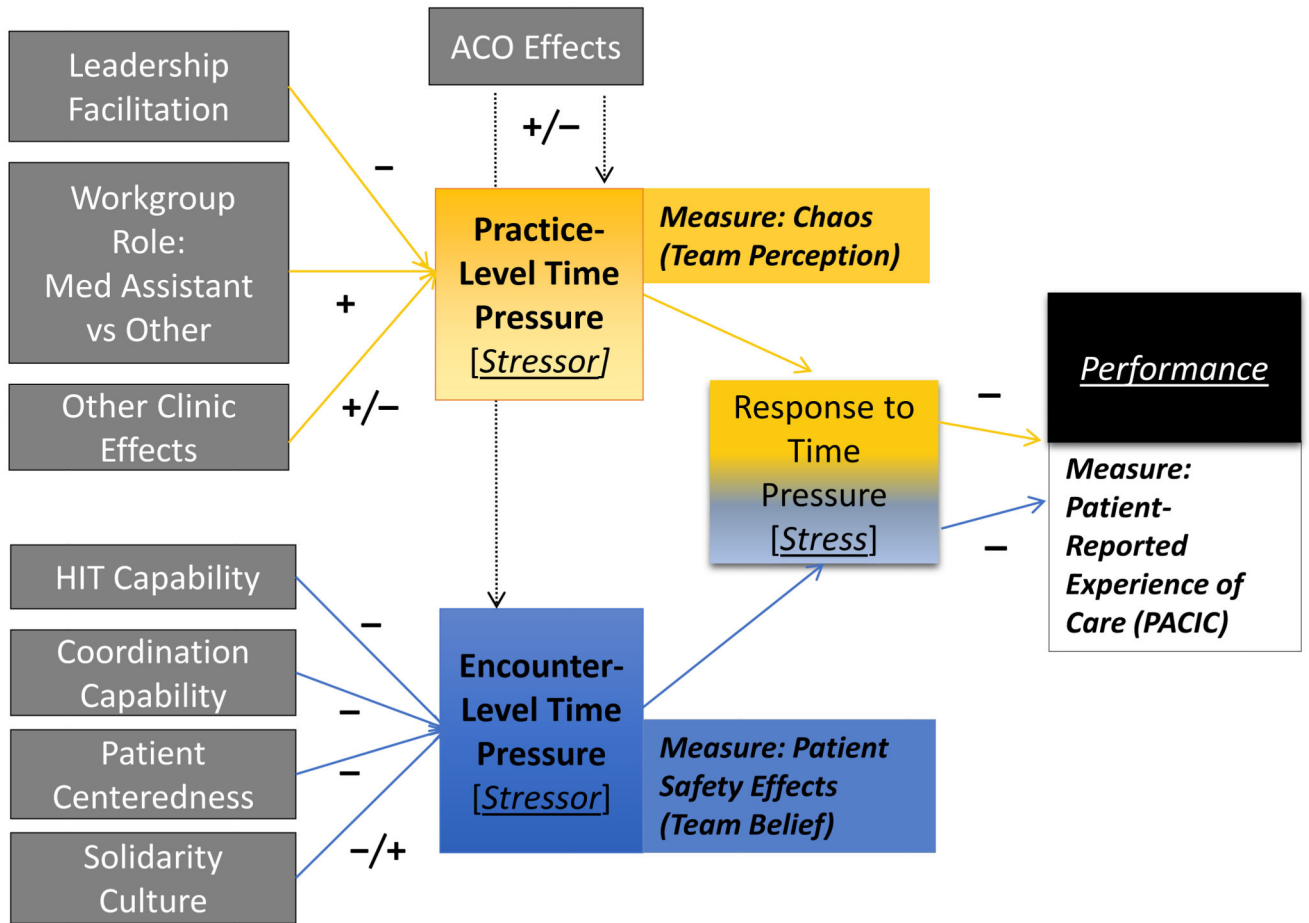 Leadership
Facilitation
Workgroup
Role:
Med Assistant
vs Other
Other Clinic
Effects
ACO Effects
+/−
−
+
+/−
Practice-
Level Time
Pressure
[Stressor]
Measure: Chaos
(Team Perception)
Response to
Time
Pressure
[Stress]
−
−
Performance
Measure:
Patient-
Reported
Experience of
Care (PACIC)
HIT Capability
Coordination
Capability
Patient
Centeredness
Solidarity
Culture
−
−
−
−/+
Encounter-
Level Time
Pressure
[Stressor]
Measure: Patient
Safety Effects
(Team Belief)